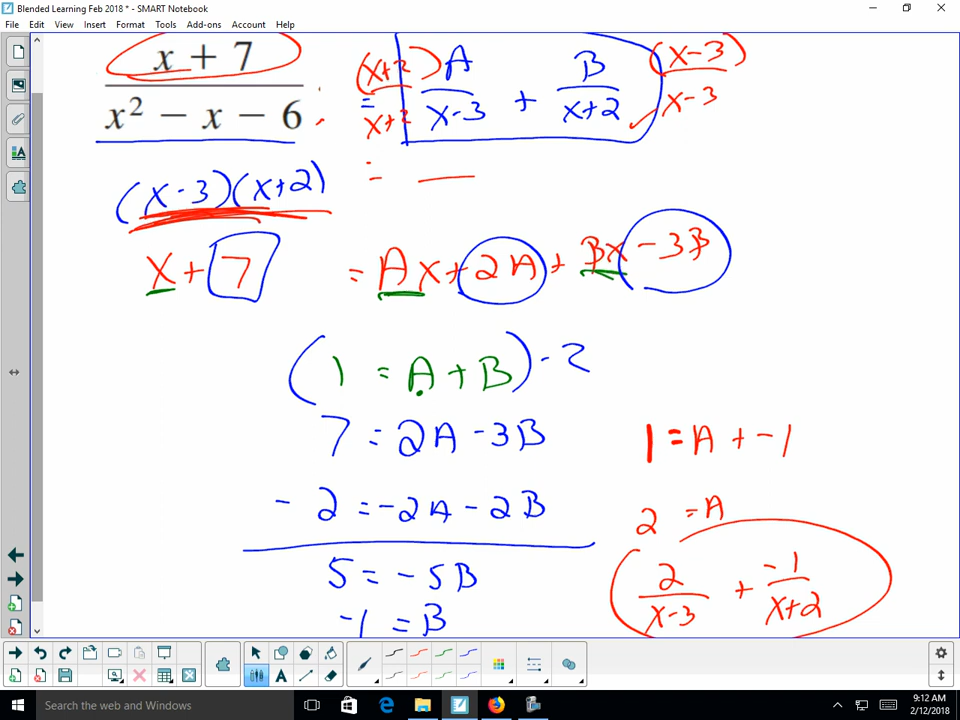 Blended Learning Feb 2018 * - SMART Notebook
File Edit View Insert Format Tools Add-ons Account Help
x + 7 / x² − x − 6 = (x+2)/(x+2) A/(x-3) + B/(x+2) (x-3)/(x-3)
(x-3)(x+2) = —
x + 7 = Ax + 2A + Bx - 3B
(1 = A + B) - 2
7 = 2A - 3B
1 = A + -1
- 2 = -2A - 2B
2 = A
5 = -5B
2/(x-3) + -1/(x+2)
-1 = B
Search the web and Windows
9:12 AM
2/12/2018